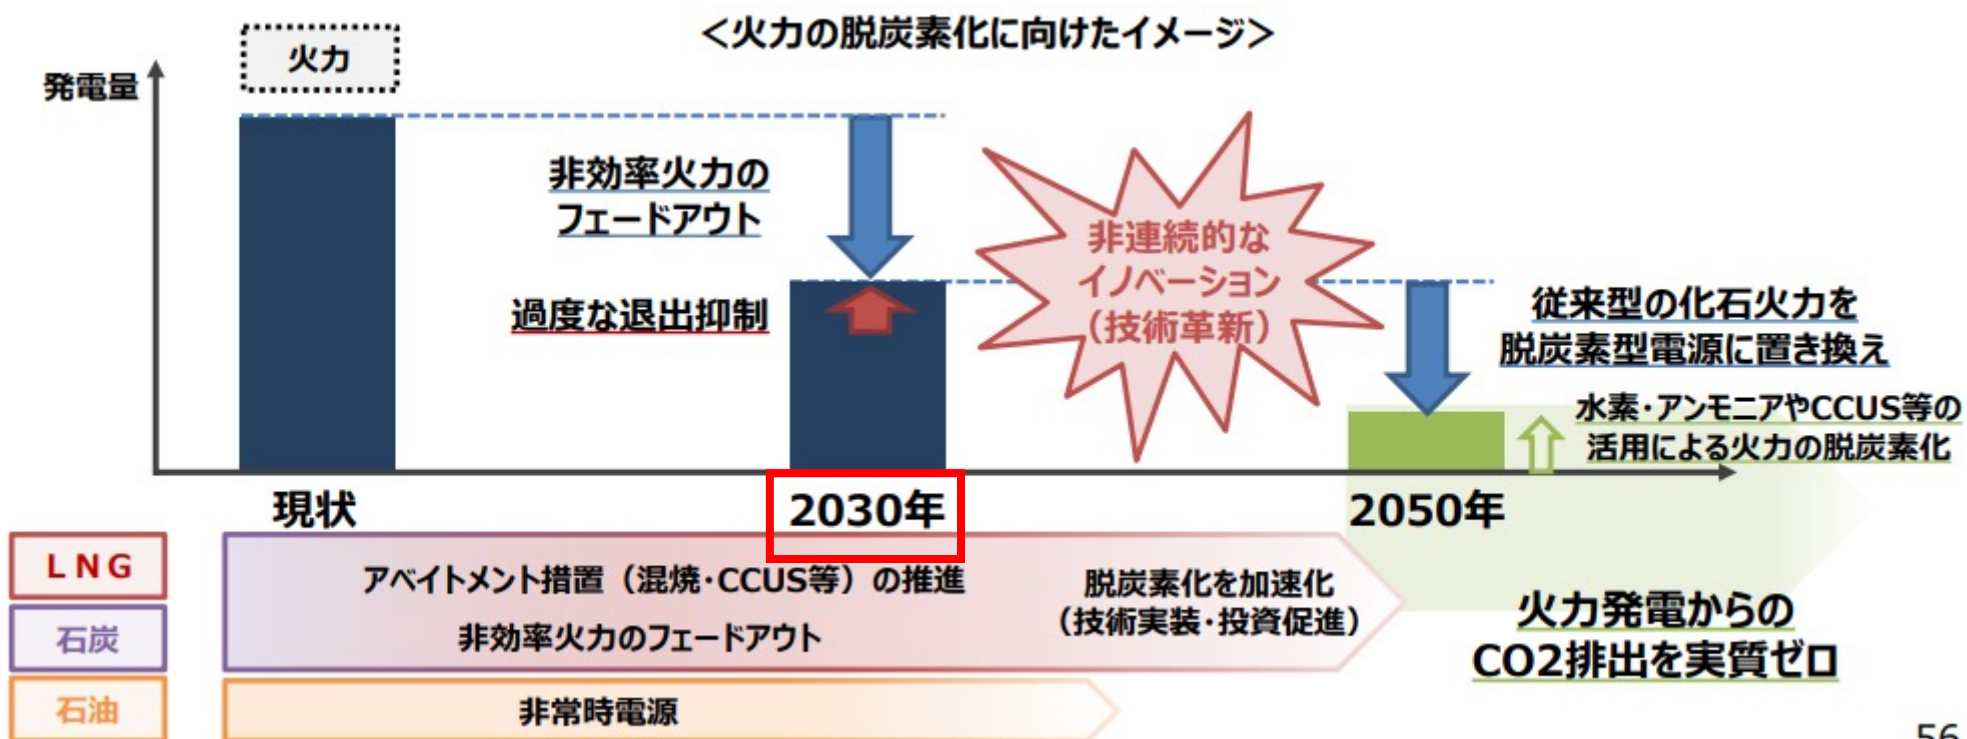 ＜火力の脱炭素化に向けたイメージ＞
火力
発電量
非効率火力の
フェードアウト
過度な退出抑制
非連続的な
イノベーション
（技術革新）
従来型の化石火力を
脱炭素型電源に置き換え
水素・アンモニアやCCUS等の
活用による火力の脱炭素化
現状
2030年
2050年
ＬＮＧ
石炭
石油
アベイトメント措置（混焼・CCUS等）の推進
非効率火力のフェードアウト
脱炭素化を加速化
（技術実装・投資促進）
非常時電源
火力発電からの
CO2排出を実質ゼロ
56